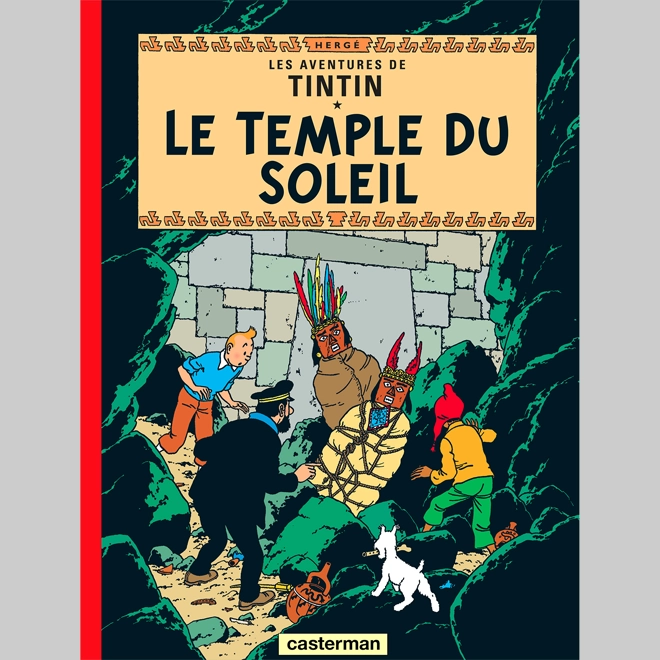 HERGÉ
LES AVENTURES DE
TINTIN
LE TEMPLE DU
SOLEIL
casterman